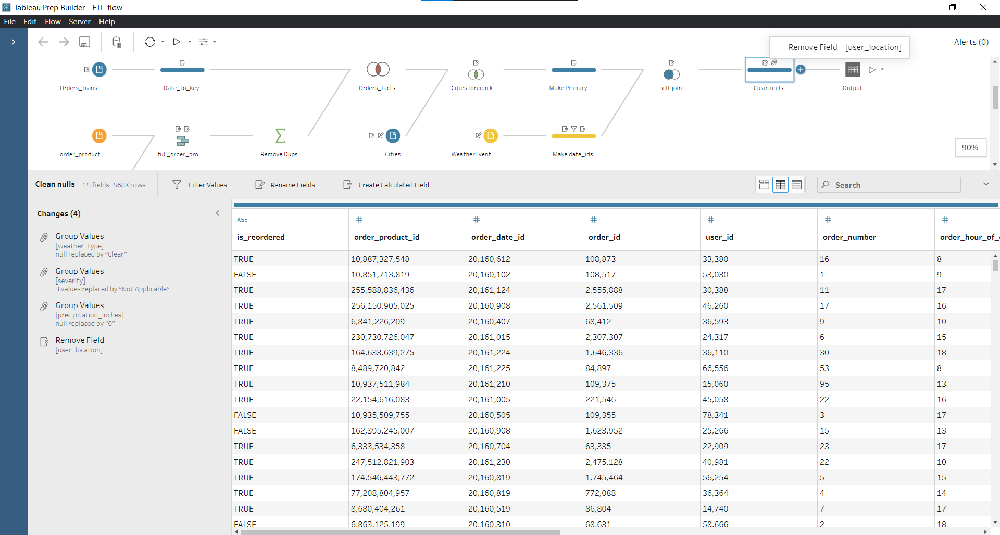 Tableau Prep Builder - ETL_flow
File Edit Flow Server Help
Remove Field [user_location]
Alerts (0)
Orders_transf...
Date_to_key
Orders_facts
Cities foreign k...
Make Primary ...
Left join
Clean nulls
Output
order_product...
full_order_pro...
Remove Dups
Cities
WeatherEvent...
Make date_ids
90%
Clean nulls 15 fields 568K rows Filter Values... Rename Fields... Create Calculated Field... Search
Changes (4)
Group Values
[weather_type]
null replaced by “Clear”
Group Values
[severity]
3 values replaced by “Not Applicable”
Group Values
[precipitation_inches]
null replaced by “0”
Remove Field
[user_location]
Abc # # # # # #
is_reordered order_product_id order_date_id order_id user_id order_number order_hour_of_
TRUE 10,887,327,548 20,160,612 108,873 33,380 16 8
FALSE 10,851,713,819 20,160,102 108,517 53,030 1 9
TRUE 255,588,836,436 20,161,124 2,555,888 30,388 11 17
TRUE 256,150,905,025 20,160,908 2,561,509 46,260 17 16
TRUE 6,841,226,209 20,160,407 68,412 36,593 9 10
TRUE 230,730,726,047 20,161,015 2,307,307 24,317 6 15
TRUE 164,633,639,275 20,161,224 1,646,336 36,110 30 18
TRUE 8,489,720,842 20,161,225 84,897 66,556 53 8
TRUE 10,937,511,984 20,161,210 109,375 15,060 95 13
TRUE 22,154,616,083 20,161,005 221,546 45,058 22 16
FALSE 10,935,509,755 20,160,505 109,355 78,341 3 17
FALSE 162,395,245,007 20,160,908 1,623,952 25,266 15 13
TRUE 6,333,534,358 20,160,704 63,335 22,909 23 17
TRUE 247,512,821,903 20,161,230 2,475,128 40,981 22 10
TRUE 174,546,443,772 20,160,819 1,745,464 56,254 5 15
TRUE 77,208,804,957 20,160,819 772,088 36,364 4 14
TRUE 8,680,404,261 20,160,519 86,804 14,740 7 17
FALSE 6,863,125,199 20,160,310 68,631 58,666 2 18